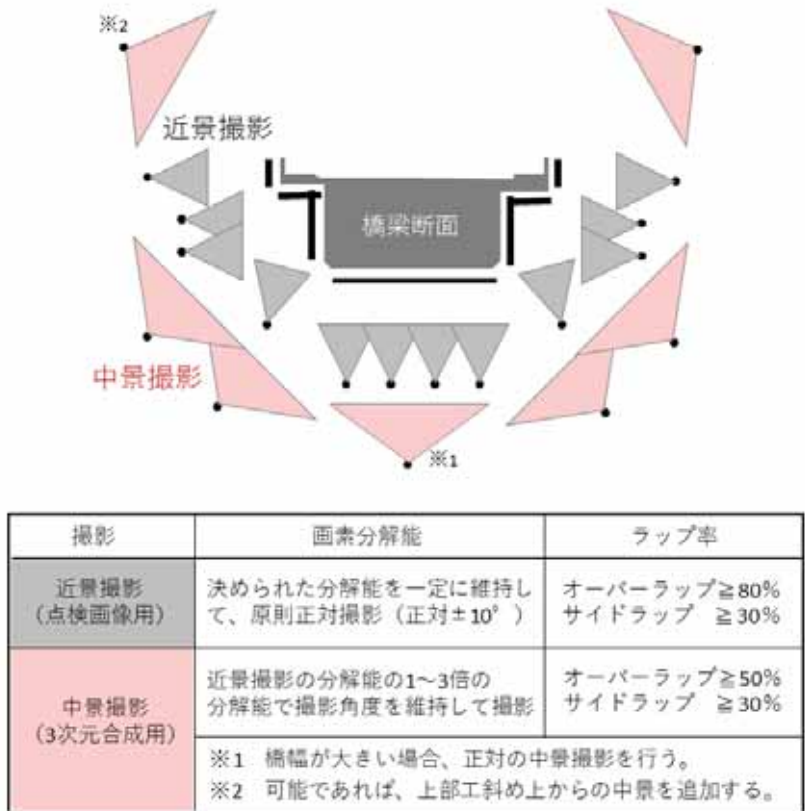 ※2
近景撮影
橋梁断面
中景撮影
※1
撮影
画素分解能
ラップ率
近景撮影
(点検画像用)
決められた分解能を一定に維持し
て、原則正対撮影(正対±10°)
オーバーラップ≧80%
サイドラップ ≧30%
中景撮影
(3次元合成用)
近景撮影の分解能の1~3倍の
分解能で撮影角度を維持して撮影
オーバーラップ≧50%
サイドラップ ≧30%
※1 橋幅が大きい場合、正対の中景撮影を行う。
※2 可能であれば、上部工斜め上からの中景を追加する。